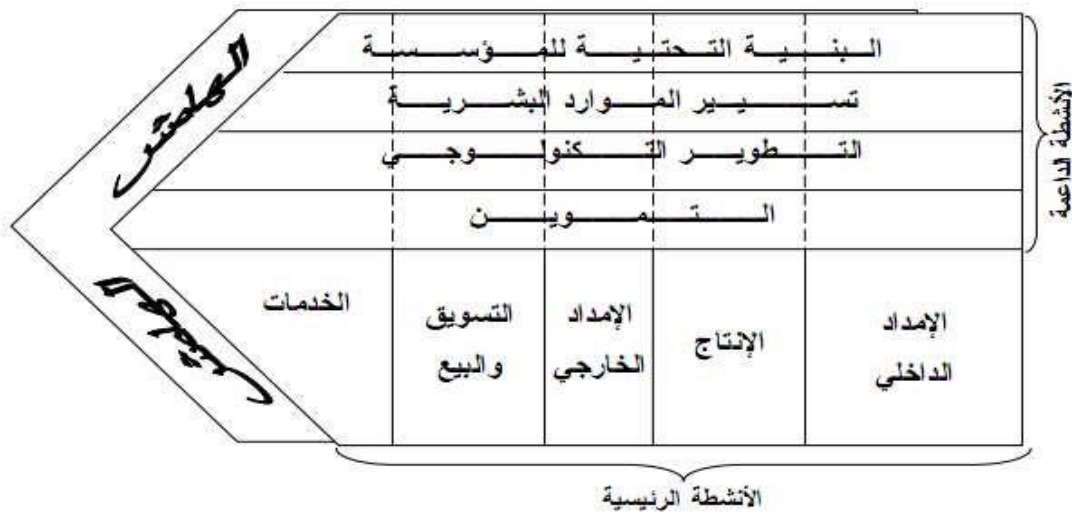 البنية التحتية للمؤسسة
تسيير الموارد البشرية
التطوير التكنولوجي
التموين
الأنشطة الداعمة
الهامش
الإمداد
الداخلي
الإنتاج
الإمداد
الخارجي
التسويق
والبيع
الخدمات
الهامش
الأنشطة الرئيسية